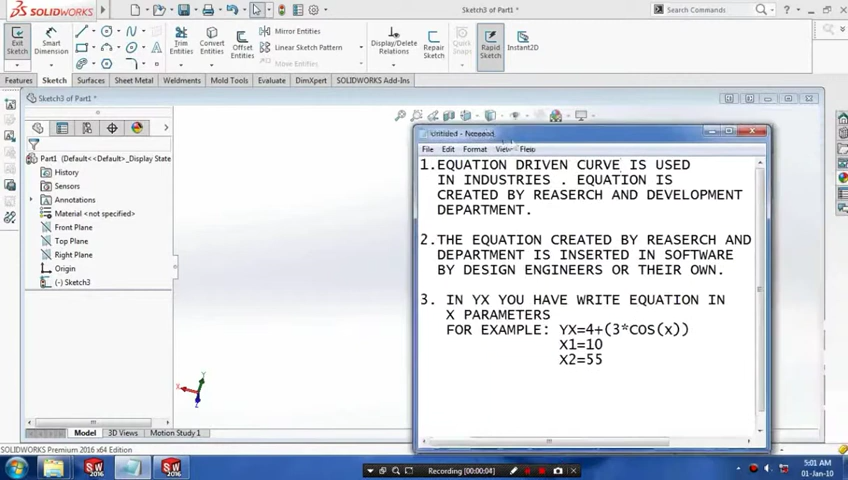 SOLIDWORKS
Sketch3 of Part1 *
Search Commands
Exit Sketch
Smart Dimension
Trim Entities
Convert Entities
Offset Entities
Mirror Entities
Linear Sketch Pattern
Move Entities
Display/Delete Relations
Repair Sketch
Quick Snaps
Rapid Sketch
Instant2D
Features
Sketch
Surfaces
Sheet Metal
Weldments
Mold Tools
Evaluate
DimXpert
SOLIDWORKS Add-Ins
Sketch3 of Part1 *
Part1 (Default<<Default>_Display State
History
Sensors
Annotations
Material <not specified>
Front Plane
Top Plane
Right Plane
Origin
(-) Sketch3
Untitled - Notepad
File Edit Format View Help
1.EQUATION DRIVEN CURVE IS USED
IN INDUSTRIES . EQUATION IS
CREATED BY REASERCH AND DEVELOPMENT
DEPARTMENT.
2.THE EQUATION CREATED BY REASERCH AND
DEPARTMENT IS INSERTED IN SOFTWARE
BY DESIGN ENGINEERS OR THEIR OWN.
3. IN YX YOU HAVE WRITE EQUATION IN
X PARAMETERS
FOR EXAMPLE: YX=4+(3*COS(x))
X1=10
X2=55
X
Y
Z
Model
3D Views
Motion Study 1
SOLIDWORKS Premium 2016 x64 Edition
SW 2016
SW 2016
Recording [00:00:04]
5:01 AM
01-Jan-10